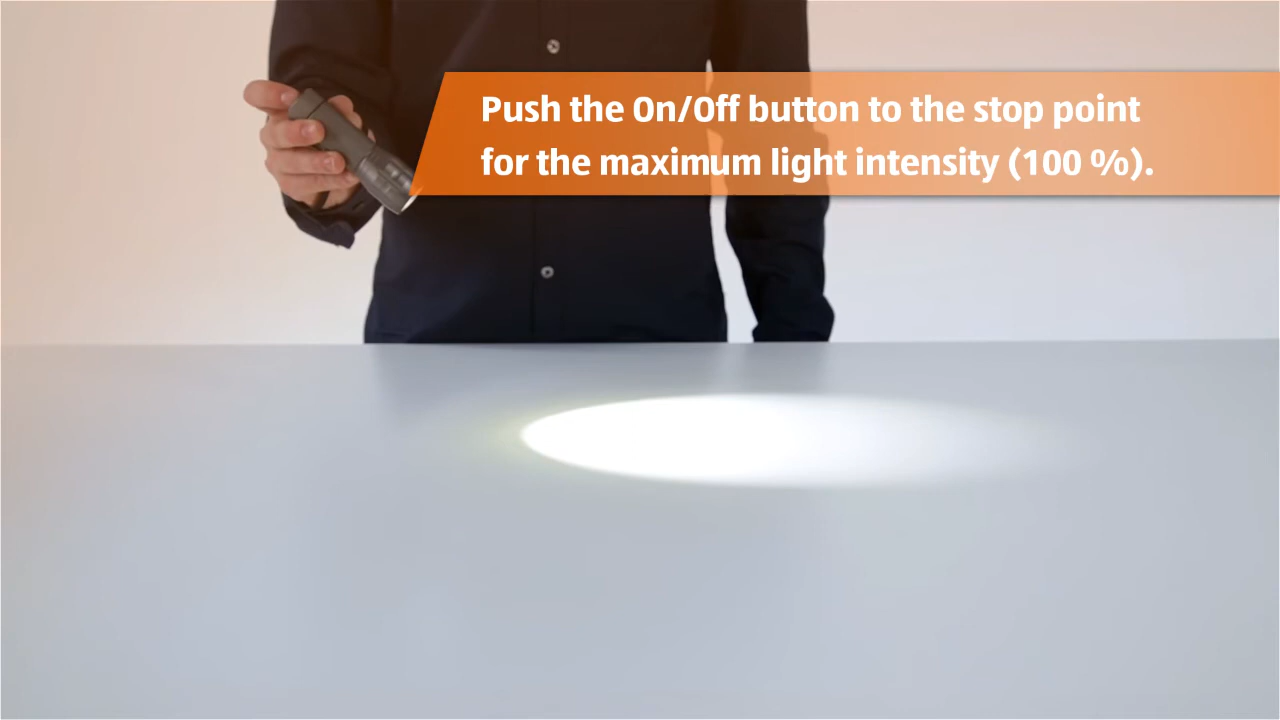 Push the On/Off button to the stop point
for the maximum light intensity (100 %).